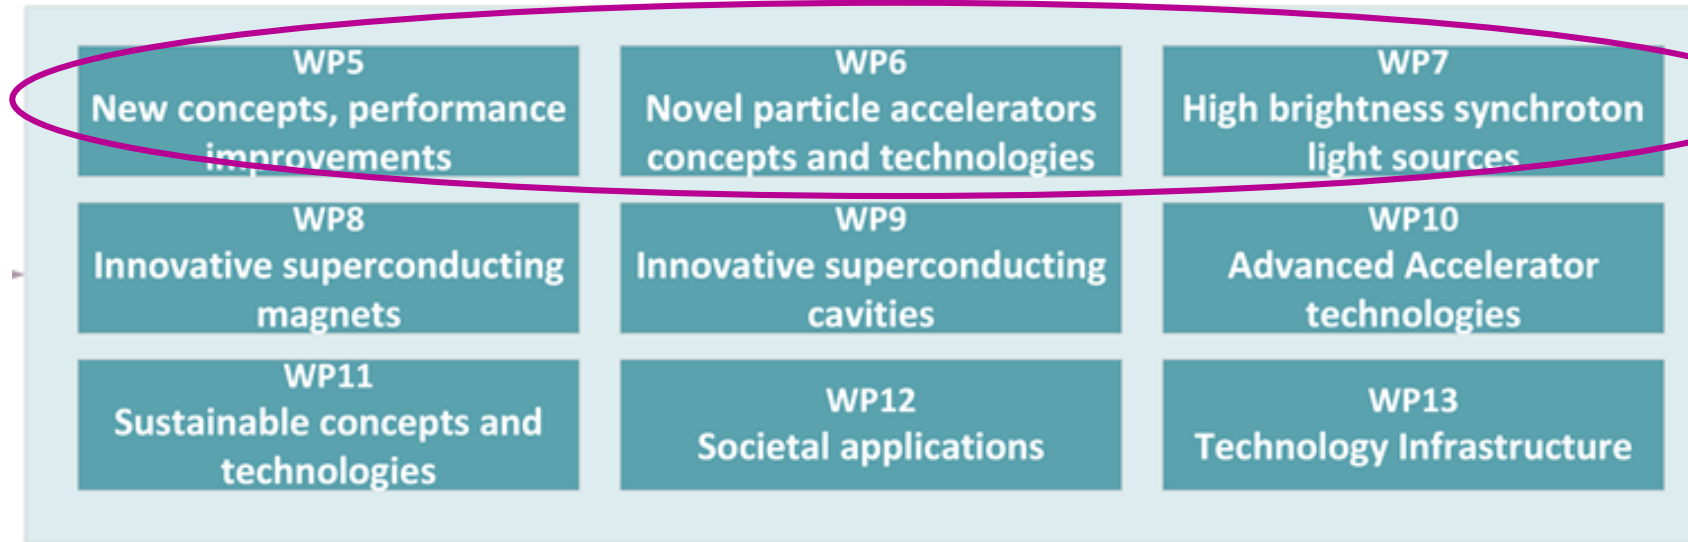 WP5
New concepts, performance
improvements
WP6
Novel particle accelerators
concepts and technologies
WP7
High brightness synchroton
light sources
WP8
Innovative superconducting
magnets
WP9
Innovative superconducting
cavities
WP10
Advanced Accelerator
technologies
WP11
Sustainable concepts and
technologies
WP12
Societal applications
WP13
Technology Infrastructure